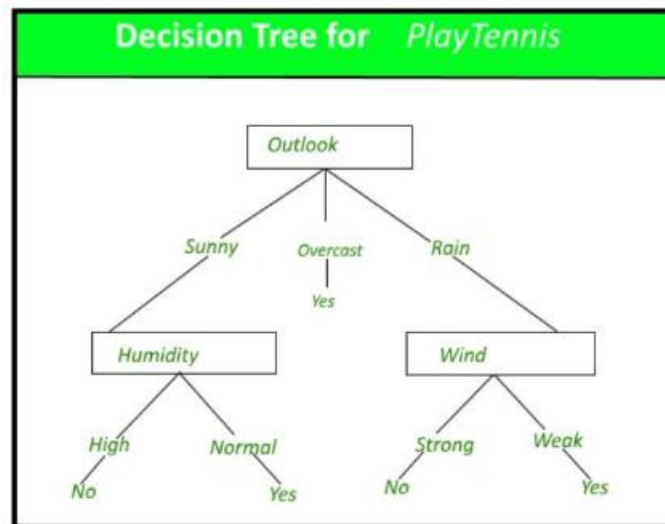 Decision Tree for PlayTennis
Outlook
Sunny Overcast Rain
Yes
Humidity Wind
High Normal Strong Weak
No Yes No Yes